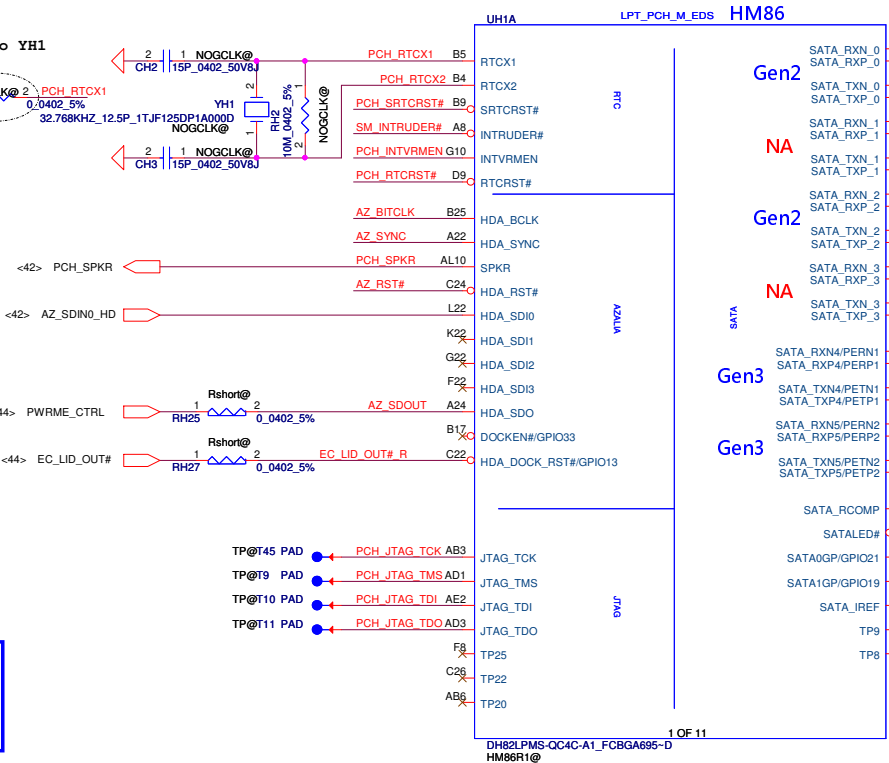 UH1A
LPT_PCH_M_EDS HM86
o YH1
K@ 2 PCH_RTCX1
0_0402_5%
2 1 NOGCLK@
CH2 15P_0402_50V8J
PCH_RTCX1 B5
RTCX1
PCH_RTCX2 B4
RTCX2
2
YH1
1
32.768KHZ_12.5P_1TJF125DP1A000D
NOGCLK@
RH2
10M_0402_5%
1
2
NOGCLK@
2 1 NOGCLK@
CH3 15P_0402_50V8J
PCH_SRTCRST# B9
SRTCRST#
SM_INTRUDER# A8
INTRUDER#
PCH_INTVRMEN G10
INTVRMEN
PCH_RTCRST# D9
RTCRST#
RTC
AZ_BITCLK B25
HDA_BCLK
AZ_SYNC A22
HDA_SYNC
<42> PCH_SPKR
PCH_SPKR AL10
SPKR
AZ_RST# C24
HDA_RST#
<42> AZ_SDIN0_HD
L22
HDA_SDI0
K22
HDA_SDI1
G22
HDA_SDI2
F22
HDA_SDI3
AZALIA
44> PWRME_CTRL
Rshort@
1 2
RH25 0_0402_5%
AZ_SDOUT A24
HDA_SDO
B17
DOCKEN#/GPIO33
<44> EC_LID_OUT#
Rshort@
1 2
RH27 0_0402_5%
EC_LID_OUT#_R C22
HDA_DOCK_RST#/GPIO13
TP@T45 PAD
PCH_JTAG_TCK AB3
JTAG_TCK
TP@T9 PAD
PCH_JTAG_TMS AD1
JTAG_TMS
TP@T10 PAD
PCH_JTAG_TDI AE2
JTAG_TDI
TP@T11 PAD
PCH_JTAG_TDO AD3
JTAG_TDO
JTAG
F8
TP25
C26
TP22
AB6
TP20
SATA
Gen2
SATA_RXN_0
SATA_RXP_0
SATA_TXN_0
SATA_TXP_0
NA
SATA_RXN_1
SATA_RXP_1
SATA_TXN_1
SATA_TXP_1
Gen2
SATA_RXN_2
SATA_RXP_2
SATA_TXN_2
SATA_TXP_2
NA
SATA_RXN_3
SATA_RXP_3
SATA_TXN_3
SATA_TXP_3
Gen3
SATA_RXN4/PERN1
SATA_RXP4/PERP1
SATA_TXN4/PETN1
SATA_TXP4/PETP1
Gen3
SATA_RXN5/PERN2
SATA_RXP5/PERP2
SATA_TXN5/PETN2
SATA_TXP5/PETP2
SATA_RCOMP
SATALED#
SATA0GP/GPIO21
SATA1GP/GPIO19
SATA_IREF
TP9
TP8
1 OF 11
DH82LPMS-QC4C-A1_FCBGA695~D
HM86R1@